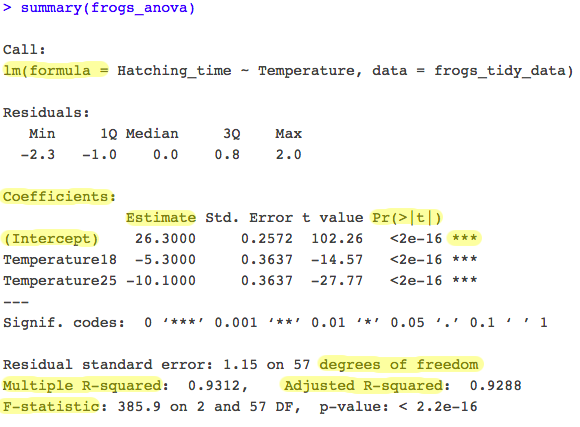 > summary(frogs_anova)
Call:
lm(formula = Hatching_time ~ Temperature, data = frogs_tidy_data)
Residuals:
Min 1Q Median 3Q Max
-2.3 -1.0 0.0 0.8 2.0
Coefficients:
Estimate Std. Error t value Pr(>|t|)
(Intercept) 26.3000 0.2572 102.26 <2e-16 ***
Temperature18 -5.3000 0.3637 -14.57 <2e-16 ***
Temperature25 -10.1000 0.3637 -27.77 <2e-16 ***
---
Signif. codes: 0 ‘***’ 0.001 ‘**’ 0.01 ‘*’ 0.05 ‘.’ 0.1 ‘ ’ 1
Residual standard error: 1.15 on 57 degrees of freedom
Multiple R-squared: 0.9312, Adjusted R-squared: 0.9288
F-statistic: 385.9 on 2 and 57 DF, p-value: < 2.2e-16